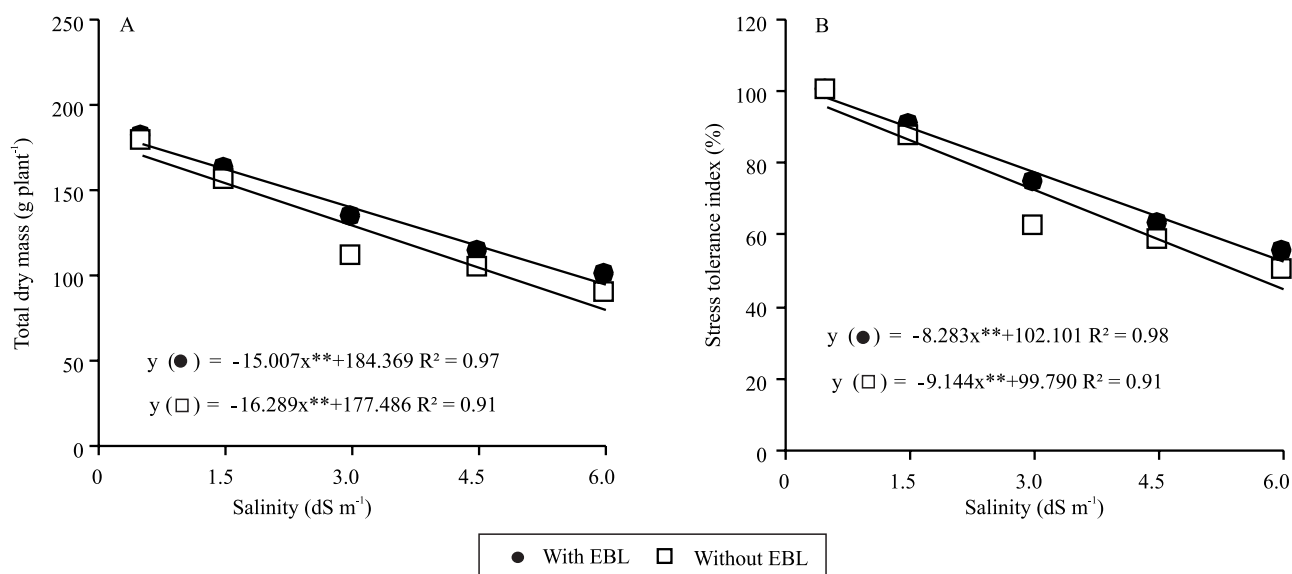 A
250
200
150
100
50
0
Total dry mass (g plant⁻¹)
y (●) = -15.007x**+184.369 R² = 0.97
y (□) = -16.289x**+177.486 R² = 0.91
0 1.5 3.0 4.5 6.0
Salinity (dS m⁻¹)
B
120
100
80
60
40
20
0
Stress tolerance index (%)
y (●) = -8.283x**+102.101 R² = 0.98
y (□) = -9.144x**+99.790 R² = 0.91
0 1.5 3.0 4.5 6.0
Salinity (dS m⁻¹)
● With EBL □ Without EBL